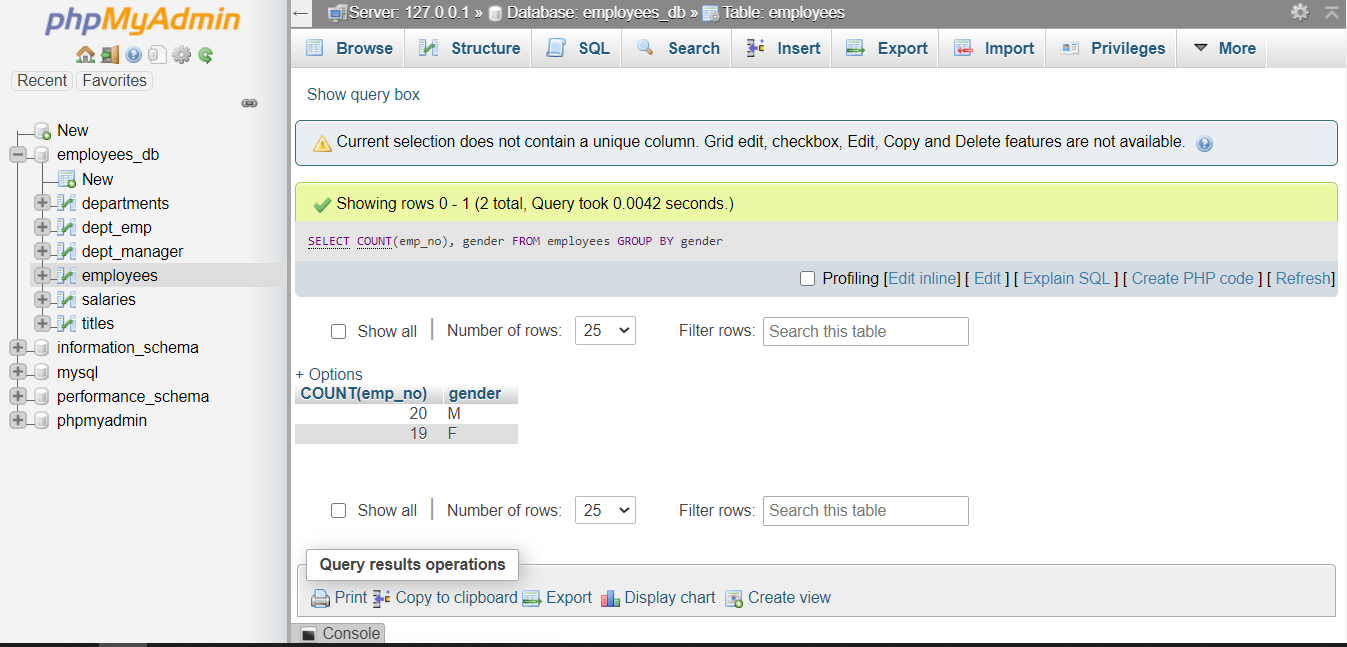 phpMyAdmin
Recent Favorites
New
employees_db
New
departments
dept_emp
dept_manager
employees
salaries
titles
information_schema
mysql
performance_schema
phpmyadmin
Server: 127.0.0.1 » Database: employees_db » Table: employees
Browse Structure SQL Search Insert Export Import Privileges More
Show query box
Current selection does not contain a unique column. Grid edit, checkbox, Edit, Copy and Delete features are not available.
Showing rows 0 - 1 (2 total, Query took 0.0042 seconds.)
SELECT COUNT(emp_no), gender FROM employees GROUP BY gender
Profiling [Edit inline] [ Edit ] [ Explain SQL ] [ Create PHP code ] [ Refresh]
Show all | Number of rows: 25 Filter rows: Search this table
+ Options
COUNT(emp_no) gender
20 M
19 F
Show all | Number of rows: 25 Filter rows: Search this table
Query results operations
Print Copy to clipboard Export Display chart Create view
Console